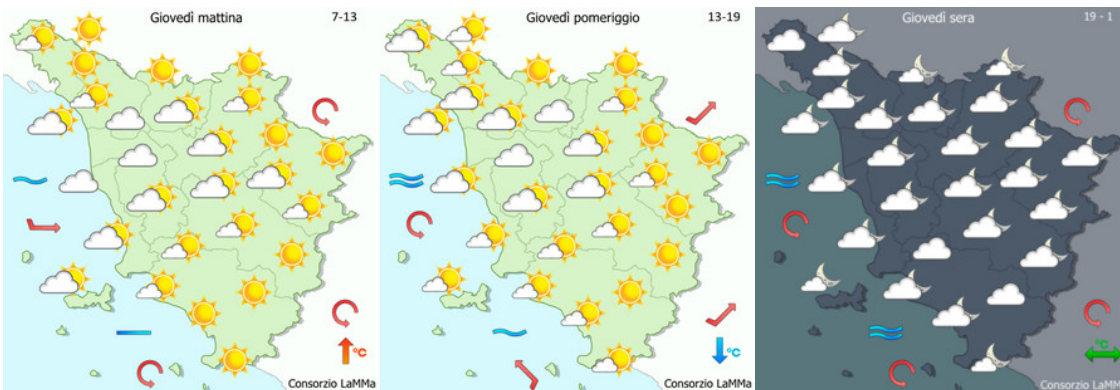 Giovedì mattina 7-13
°C
Consorzio LaMMa
Giovedì pomeriggio 13-19
°C
Consorzio LaMMa
Giovedì sera 19 - 1
°C
Consorzio LaMMa